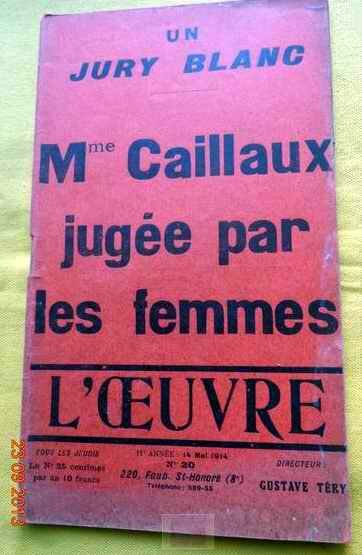 UN
JURY BLANC
Mme Caillaux
jugée par
les femmes
L'ŒUVRE
TOUS LES JEUDIS
Le No 25 centimes
par an 10 francs
11e ANNÉE - 14 Mai 1914
No 20
220, Faub. St-Honoré (8e)
Téléphone : 589-55
DIRECTEUR :
GUSTAVE TÉRY
23 09 2013